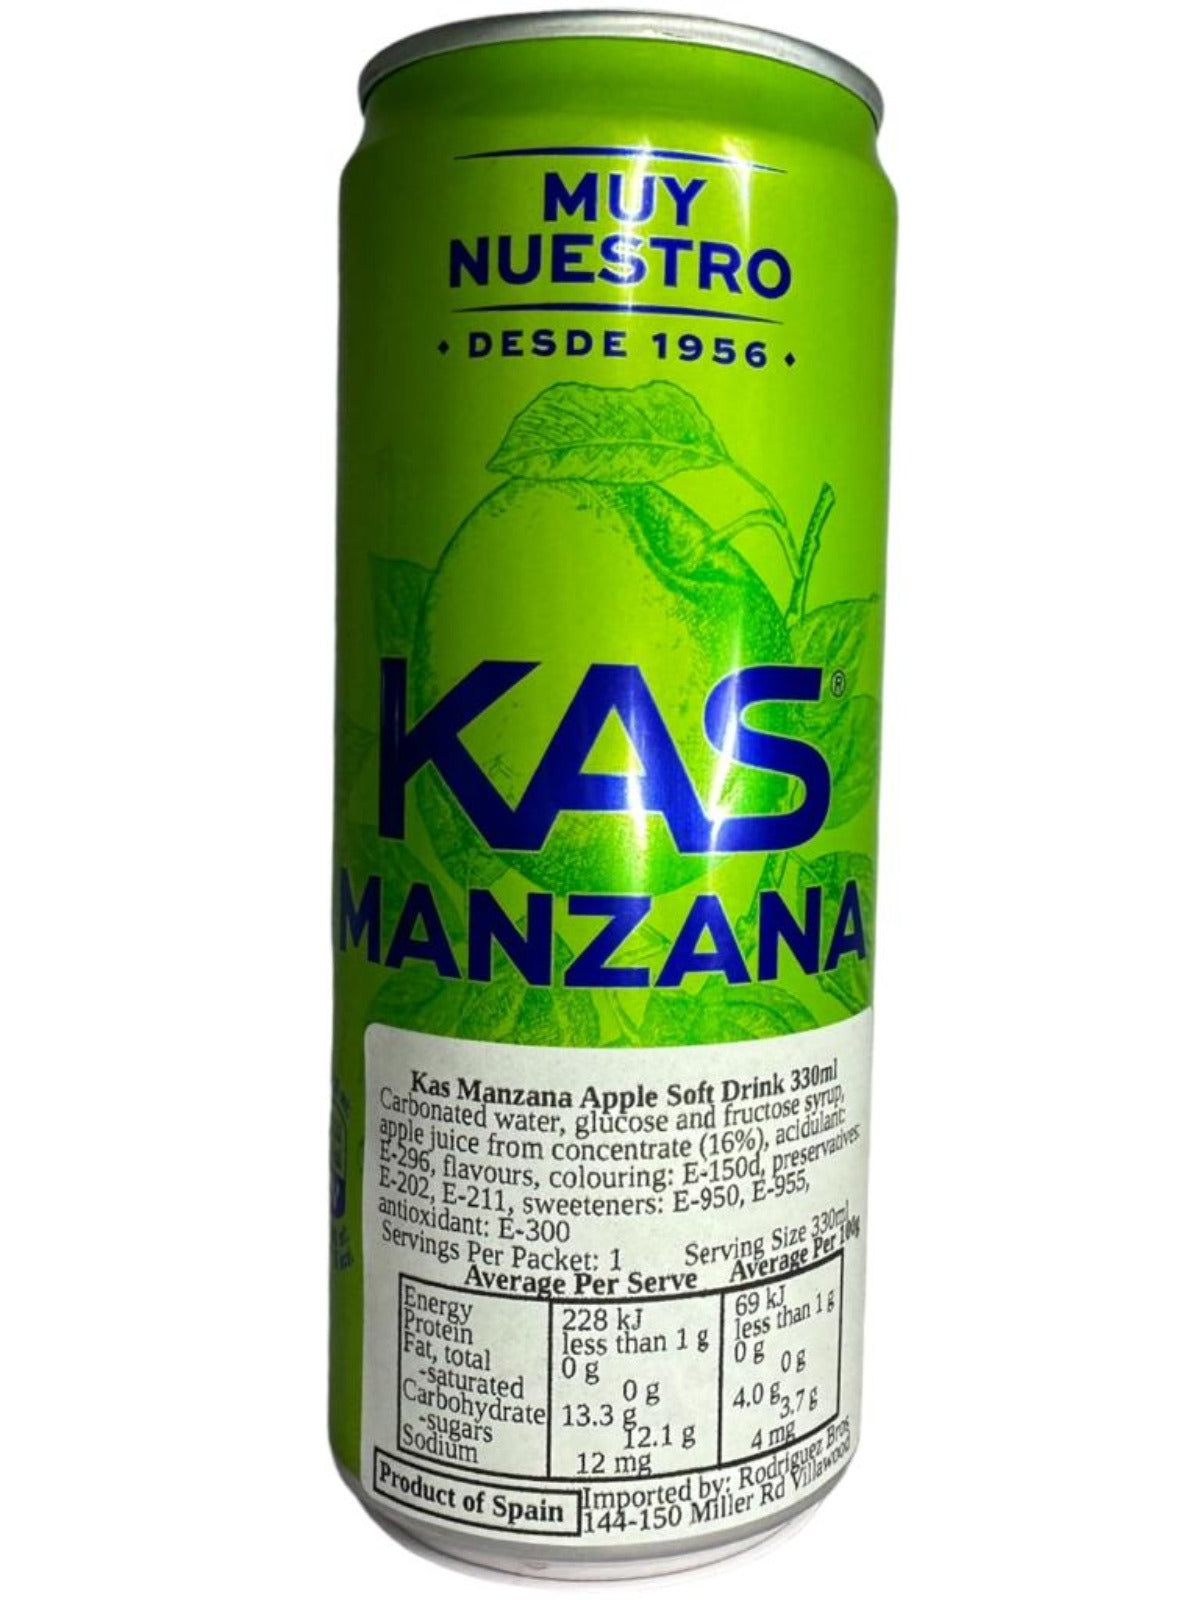 MUY
NUESTRO
DESDE 1956
KAS®
MANZANA
Kas Manzana Apple Soft Drink 330ml
Carbonated water, glucose and fructose syrup,
apple juice from concentrate (16%), acidulant:
E-296, flavours, colouring: E-150d, preservatives:
E-202, E-211, sweeteners: E-950, E-955,
antioxidant: E-300
Servings Per Packet: 1 Serving Size 330ml
Average Per Serve Average Per 100g
Energy 228 kJ 69 kJ
Protein less than 1 g less than 1 g
Fat, total 0 g 0 g
-saturated 0 g 0 g
Carbohydrate 13.3 g 4.0 g
-sugars 12.1 g 3.7 g
Sodium 12 mg 4 mg
Product of Spain
Imported by: Rodriguez Bros
144-150 Miller Rd Villawood